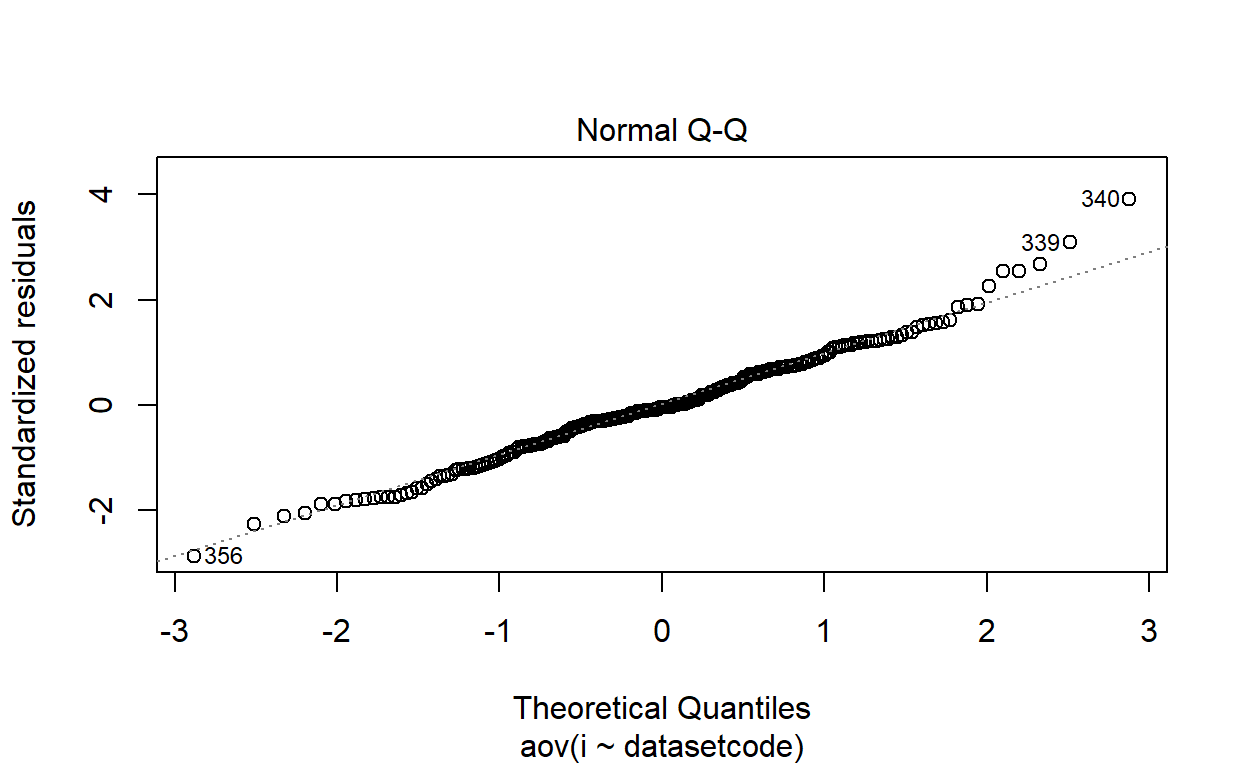 Normal Q-Q
Standardized residuals
4
2
0
-2
340
339
356
-3 -2 -1 0 1 2 3
Theoretical Quantiles
aov(i ~ datasetcode)